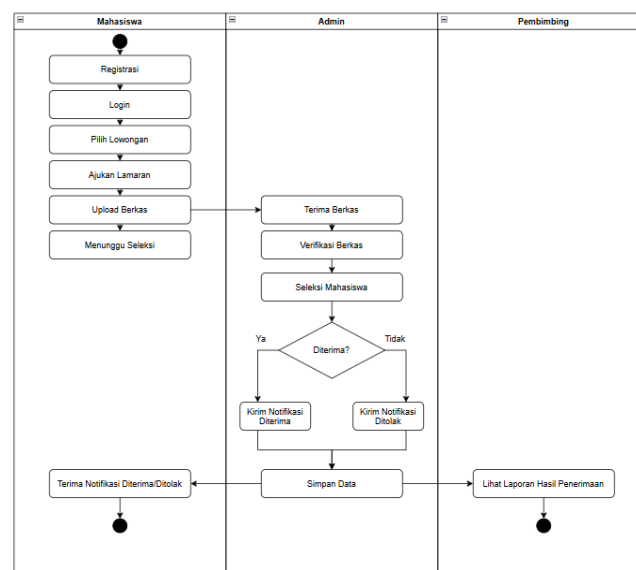 Mahasiswa
Admin
Pembimbing
Registrasi
Login
Pilih Lowongan
Ajukan Lamaran
Upload Berkas
Terima Berkas
Menunggu Seleksi
Verifikasi Berkas
Seleksi Mahasiswa
Ya
Diterima?
Tidak
Kirim Notifikasi
Diterima
Kirim Notifikasi
Ditolak
Terima Notifikasi Diterima/Ditolak
Simpan Data
Lihat Laporan Hasil Penerimaan